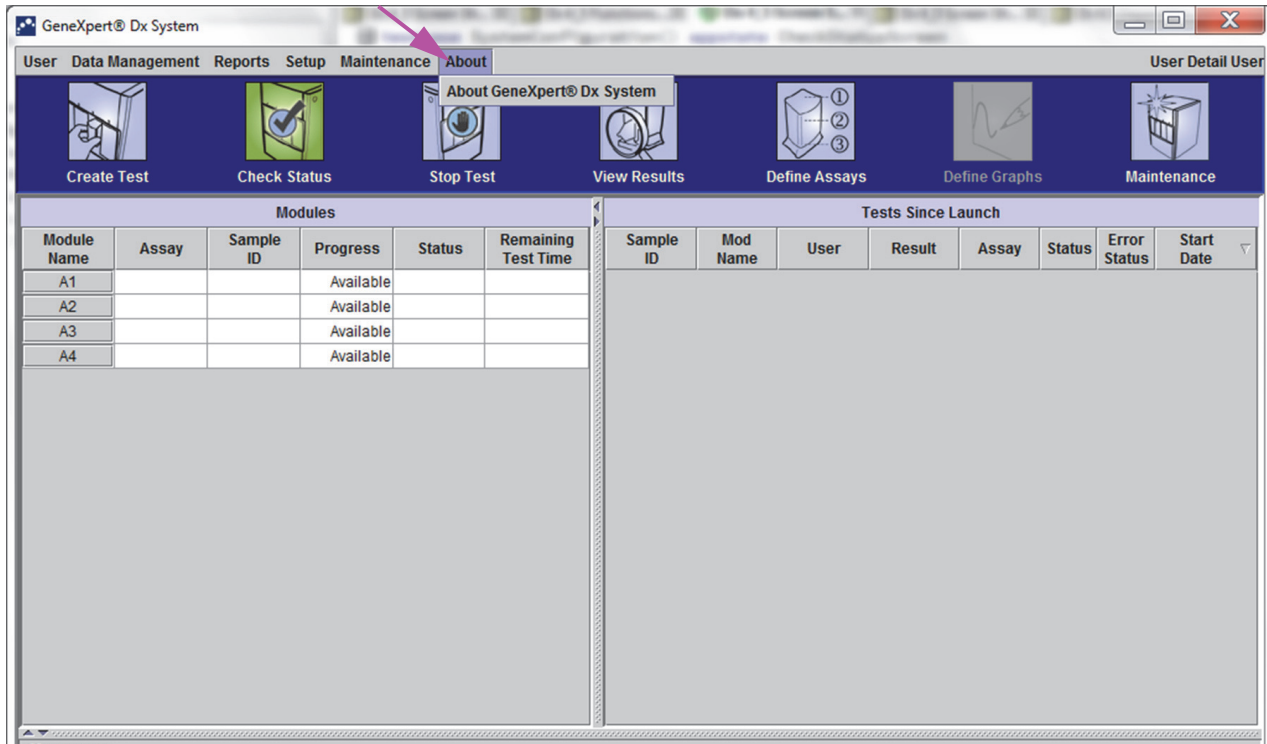 GeneXpert® Dx System
User Data Management Reports Setup Maintenance About User Detail User
About GeneXpert® Dx System
① ② ③
Create Test Check Status Stop Test View Results Define Assays Define Graphs Maintenance
Modules
Module Name Assay Sample ID Progress Status Remaining Test Time
A1 Available
A2 Available
A3 Available
A4 Available
Tests Since Launch
Sample ID Mod Name User Result Assay Status Error Status Start Date